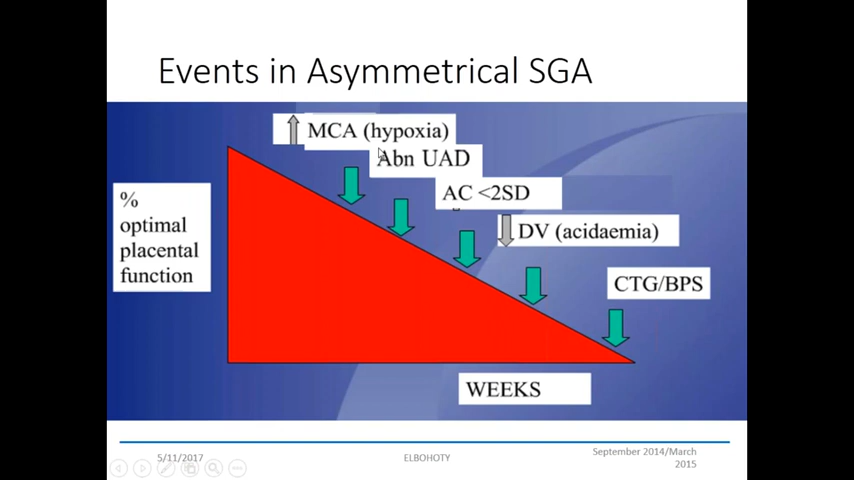 Events in Asymmetrical SGA
MCA (hypoxia)
Abn UAD
AC <2SD
DV (acidaemia)
CTG/BPS
%
optimal
placental
function
WEEKS
5/11/2017
ELBOHOTY
September 2014/March
2015